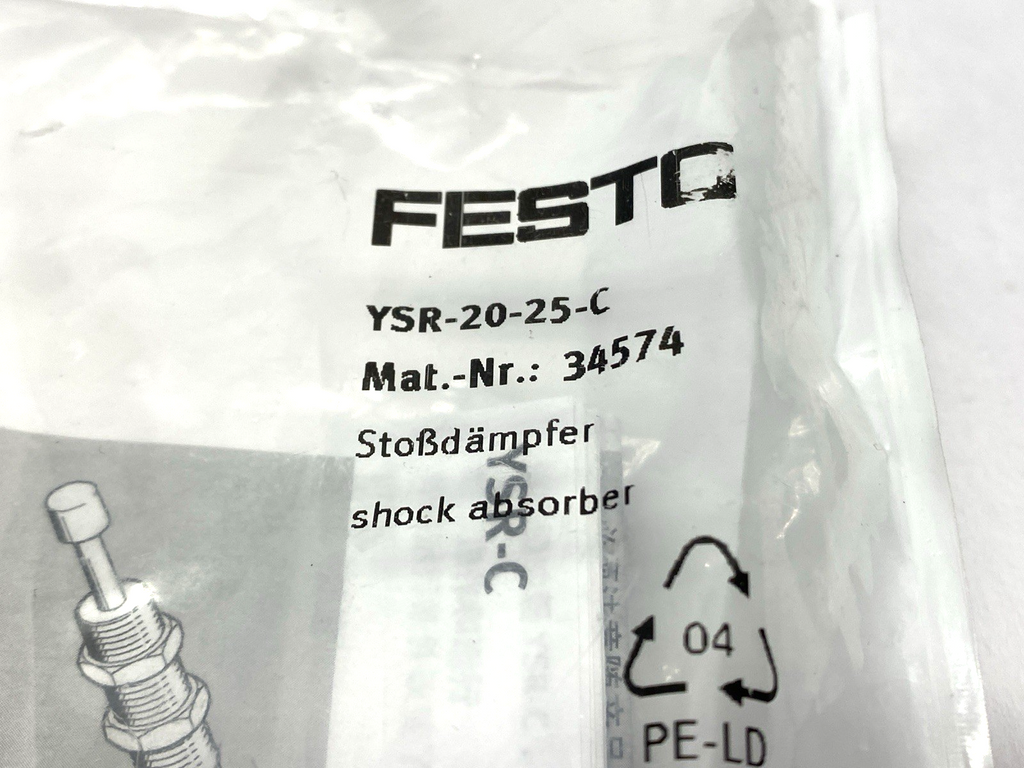 FESTO
YSR-20-25-C
Mat.-Nr.: 34574
Stoßdämpfer
shock absorber
YSR-C
04
PE-LD